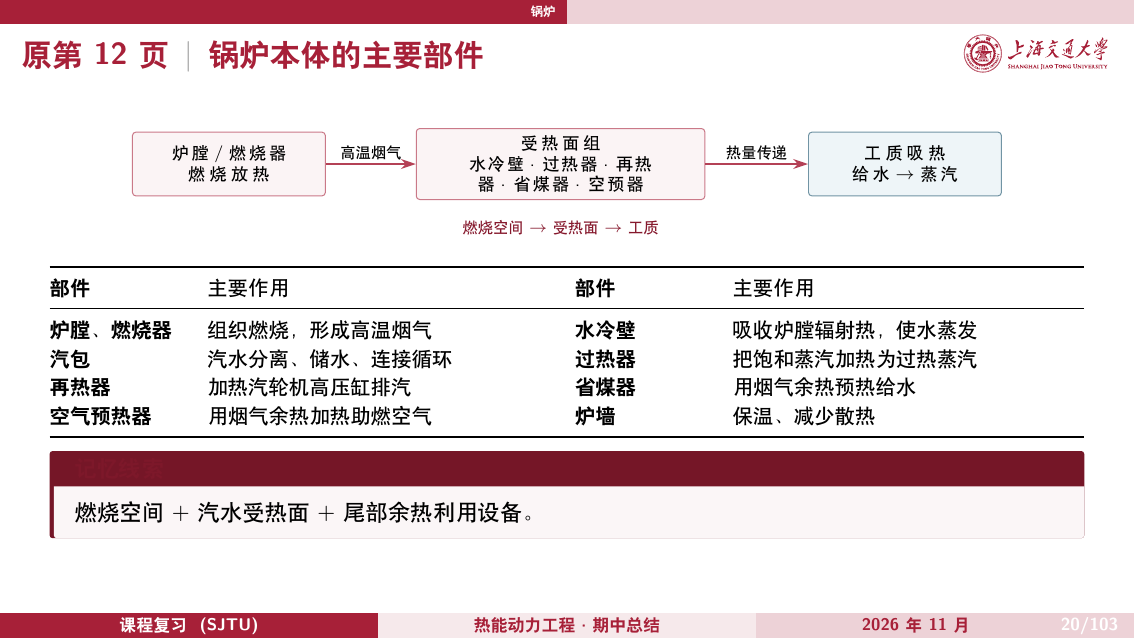 锅炉
原第 12 页 | 锅炉本体的主要部件
上海交通大学
SHANGHAI JIAO TONG UNIVERSITY
炉膛 / 燃烧器
燃烧放热
高温烟气
受热面组
水冷壁 · 过热器 · 再热
器 · 省煤器 · 空预器
热量传递
工质吸热
给水 → 蒸汽
燃烧空间 → 受热面 → 工质
部件 主要作用 部件 主要作用
炉膛、燃烧器 组织燃烧，形成高温烟气 水冷壁 吸收炉膛辐射热，使水蒸发
汽包 汽水分离、储水、连接循环 过热器 把饱和蒸汽加热为过热蒸汽
再热器 加热汽轮机高压缸排汽 省煤器 用烟气余热预热给水
空气预热器 用烟气余热加热助燃空气 炉墙 保温、减少散热
记忆线索
燃烧空间 + 汽水受热面 + 尾部余热利用设备。
课程复习 (SJTU) 热能动力工程 · 期中总结 2026 年 11 月 20/103